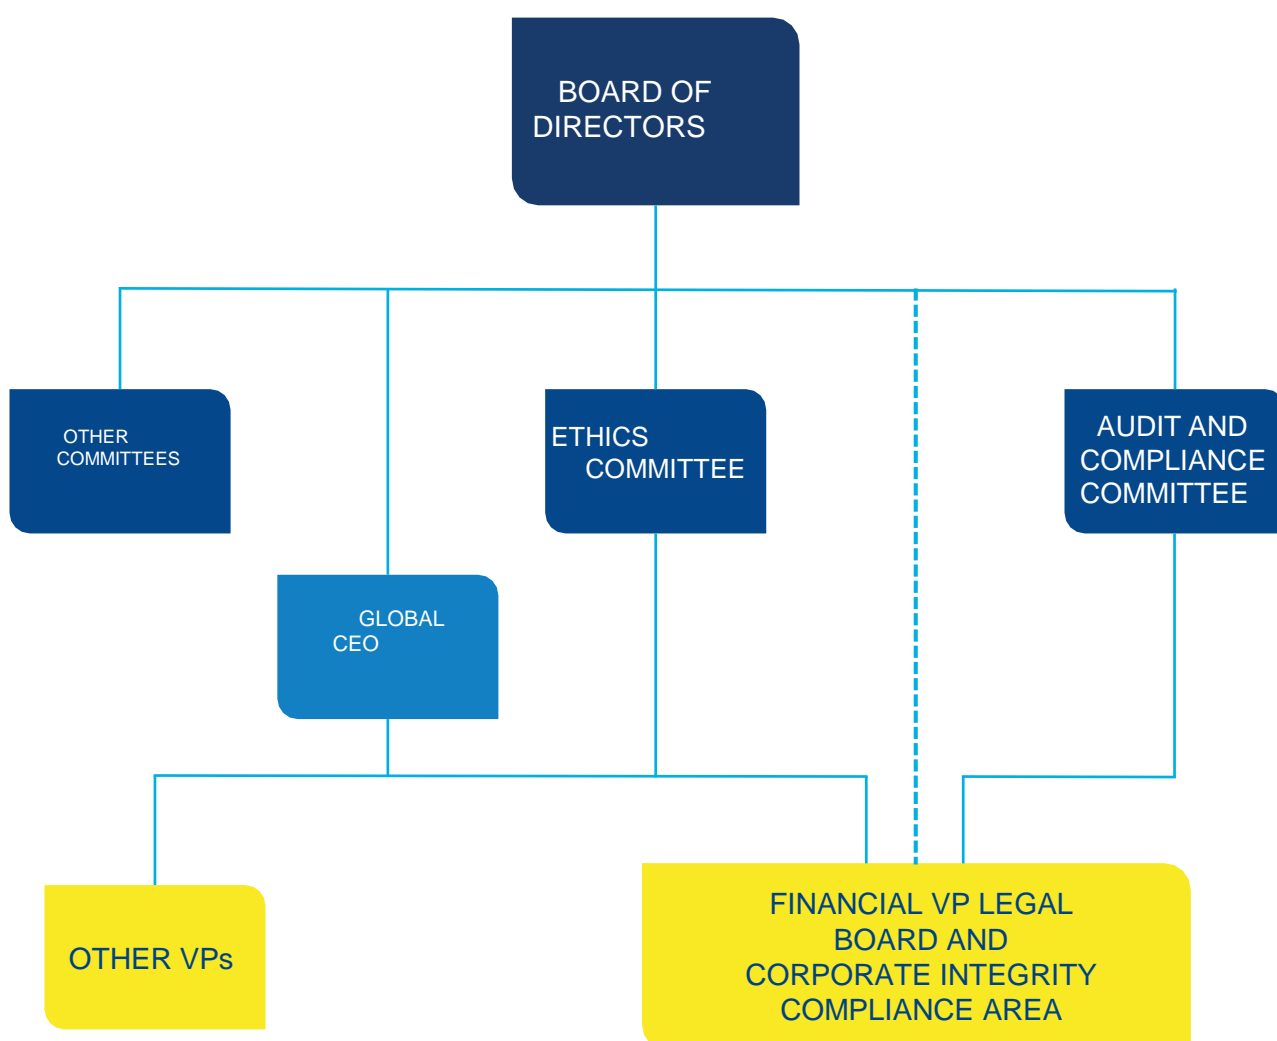 BOARD OF
DIRECTORS
OTHER
COMMITTEES
ETHICS
COMMITTEE
AUDIT AND
COMPLIANCE
COMMITTEE
GLOBAL
CEO
OTHER VPs
FINANCIAL VP LEGAL
BOARD AND
CORPORATE INTEGRITY
COMPLIANCE AREA